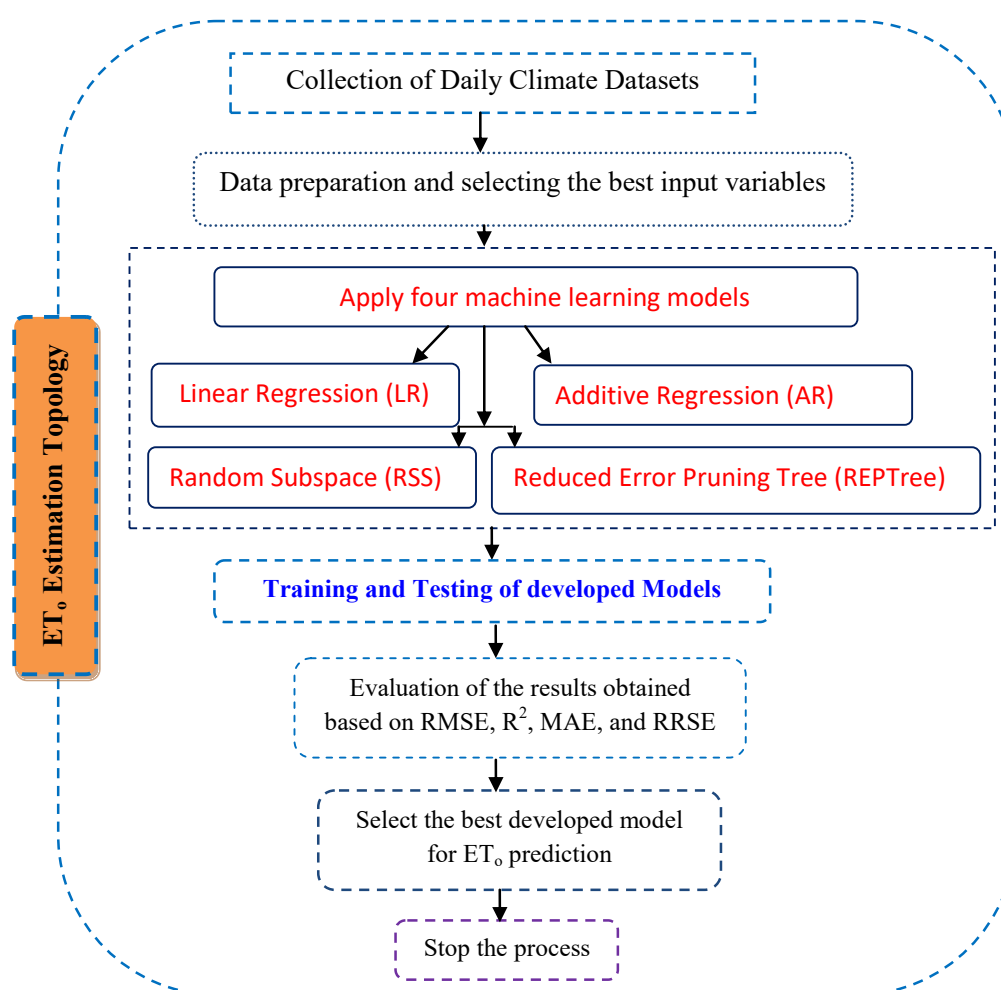 Collection of Daily Climate Datasets
Data preparation and selecting the best input variables
Apply four machine learning models
Linear Regression (LR)
Additive Regression (AR)
Random Subspace (RSS)
Reduced Error Pruning Tree (REPTree)
ETₒ Estimation Topology
Training and Testing of developed Models
Evaluation of the results obtained
based on RMSE, R², MAE, and RRSE
Select the best developed model
for ETₒ prediction
Stop the process